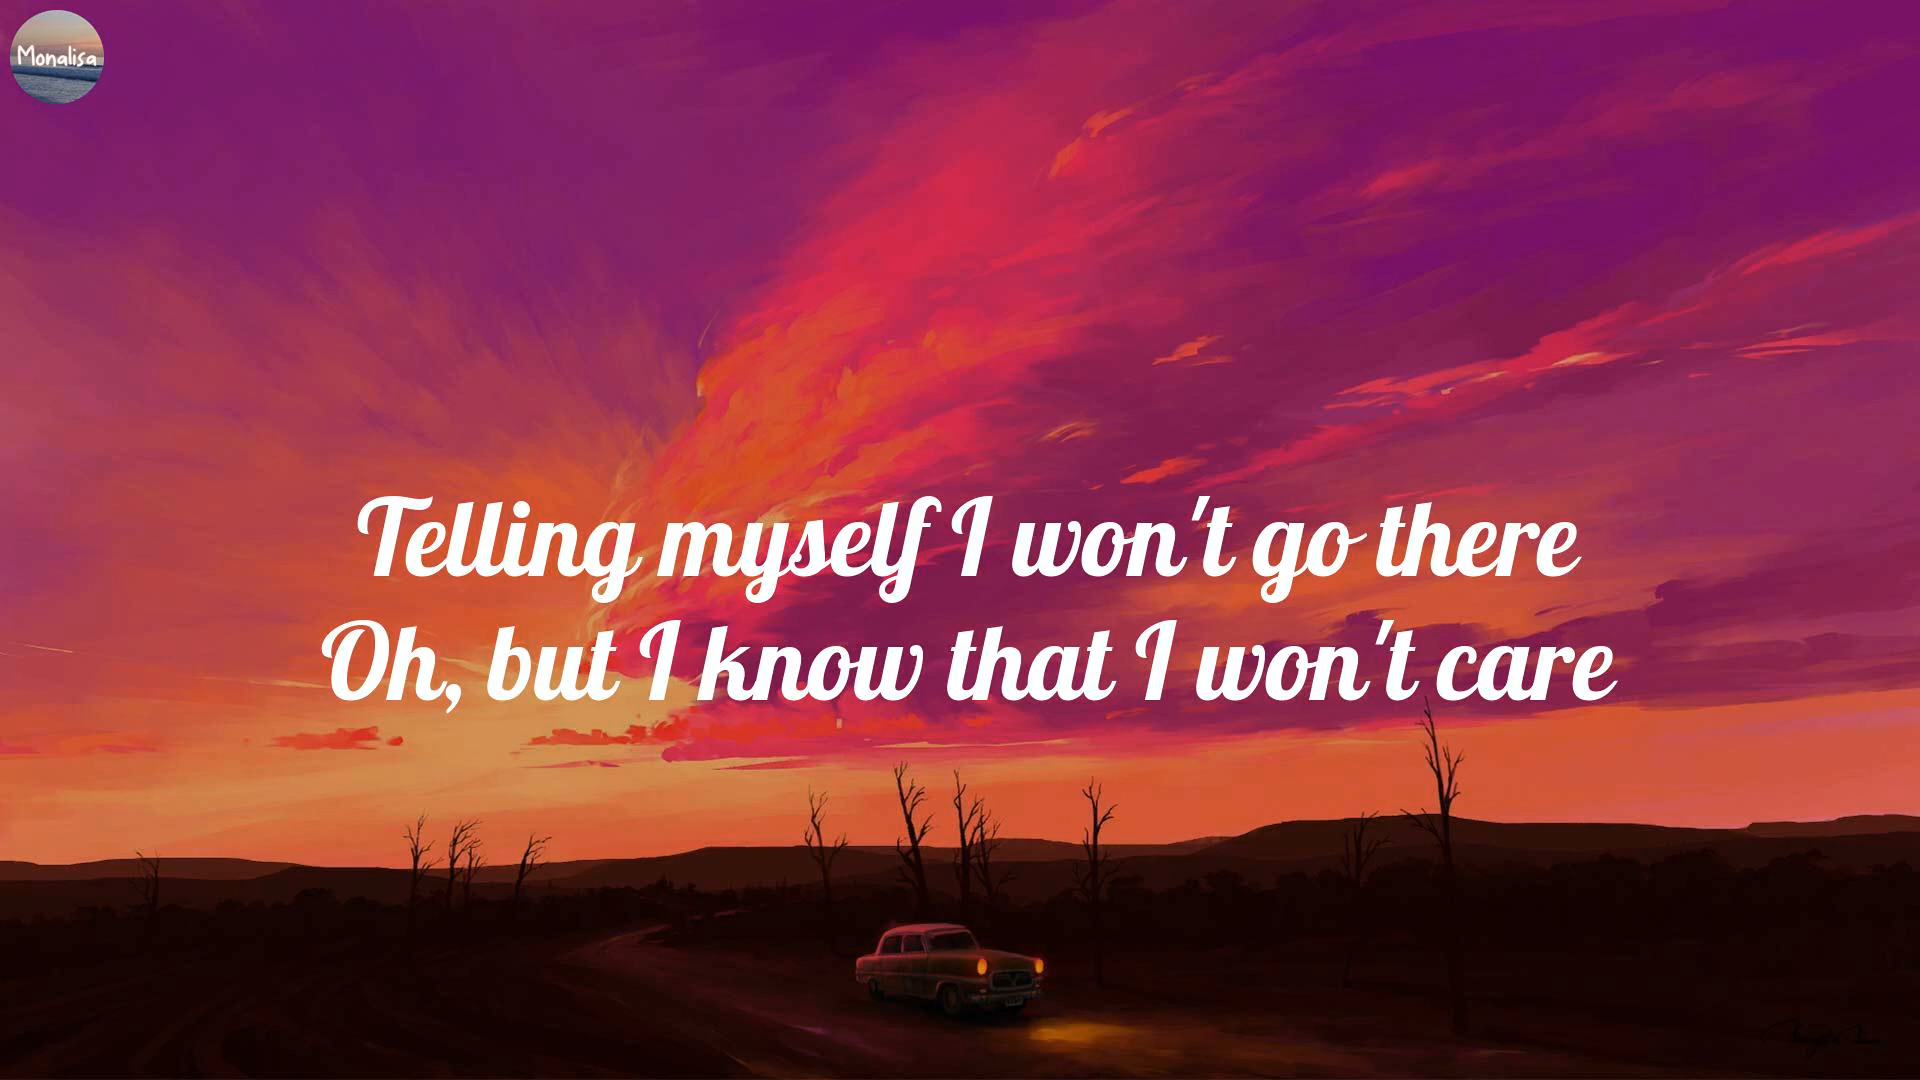 Monalisa
Telling myself I won't go there
Oh, but I know that I won't care